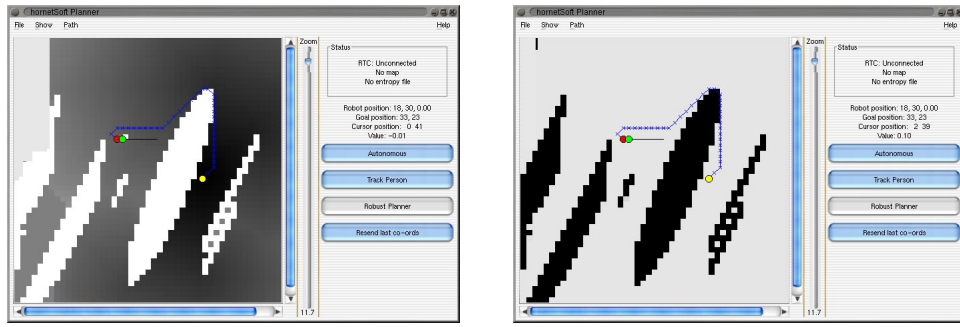 hornetSoft Planner
File Show Path Help
Zoom
Status
RTC: Unconnected
No map
No entropy file
Robot position: 18, 30, 0.00
Goal position: 33, 23
Cursor position: 0 41
Value: -0.01
Autonomous
Track Person
Robust Planner
Resend last co-ords
11.7
hornetSoft Planner
File Show Path Help
Zoom
Status
RTC: Unconnected
No map
No entropy file
Robot position: 18, 30, 0.00
Goal position: 33, 23
Cursor position: 2 39
Value: 0.10
Autonomous
Track Person
Robust Planner
Resend last co-ords
11.7